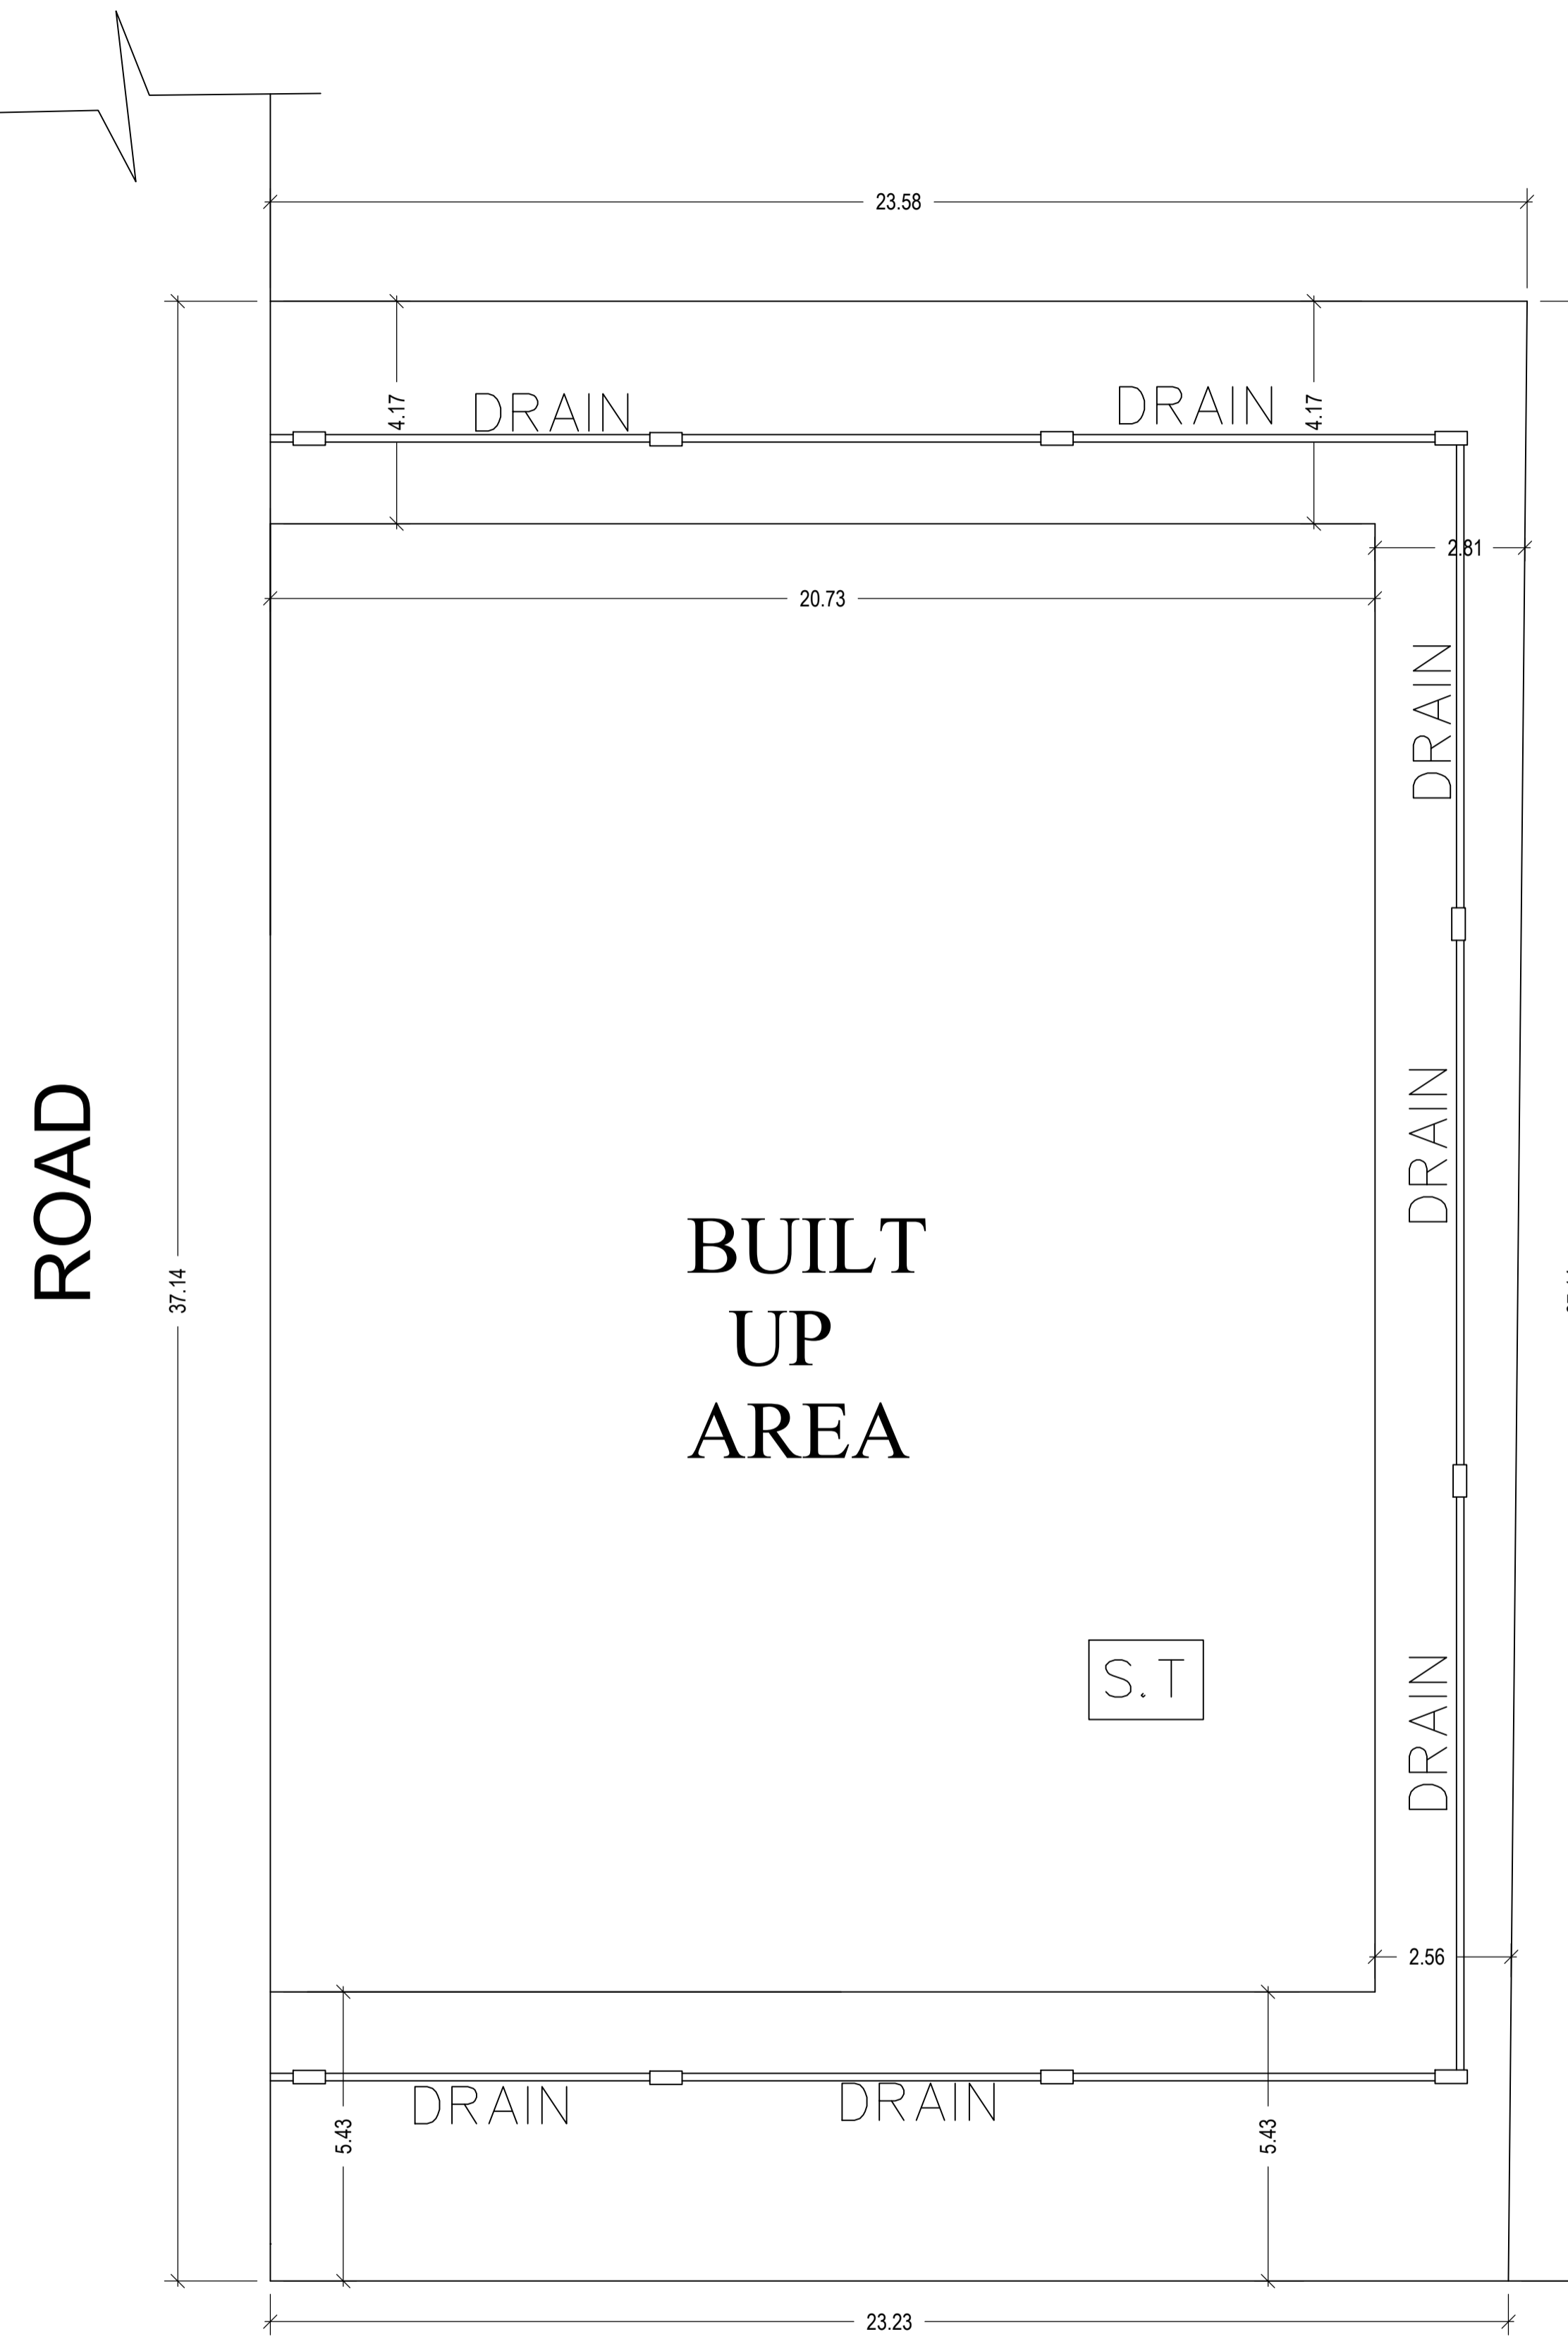 23.58
4.17
DRAIN
DRAIN
4.17
2.81
20.73
DRAIN
ROAD
37.14
BUILT
UP
AREA
DRAIN
S.T
DRAIN
2.56
5.43
DRAIN
DRAIN
5.43
23.23